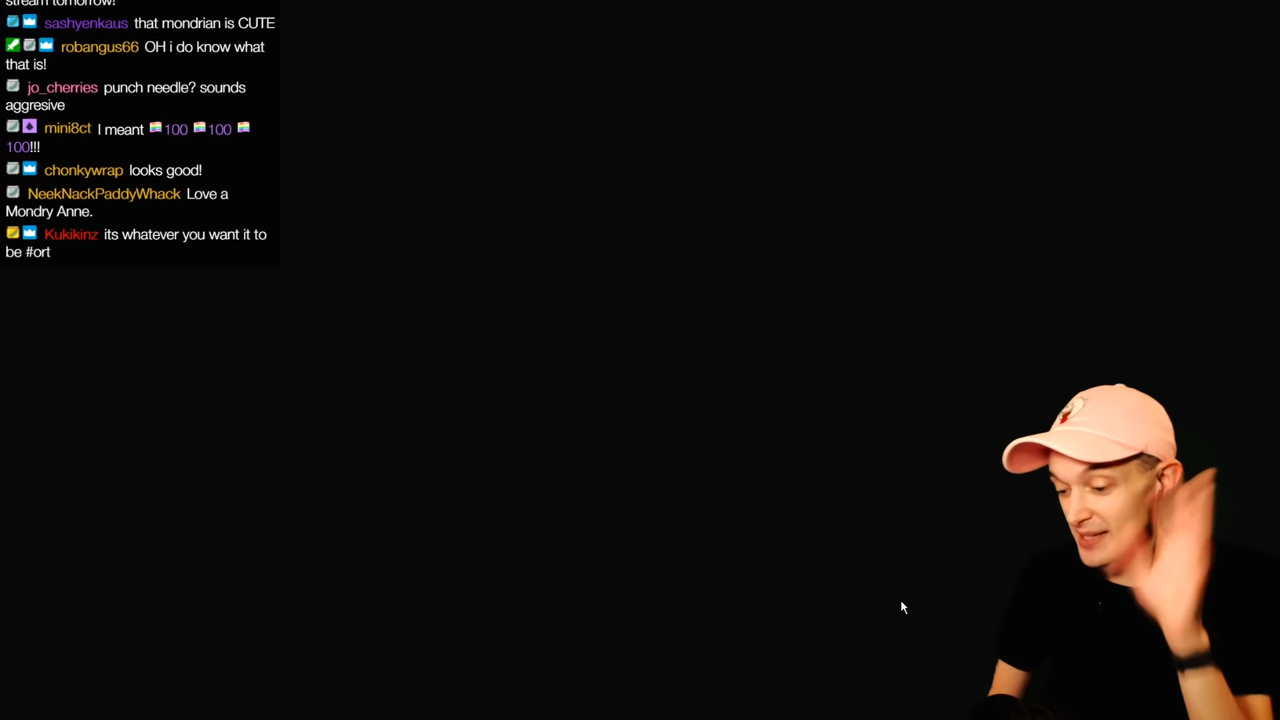 stream tomorrow!
sashyenkaus that mondrian is CUTE
robangus66 OH i do know what
that is!
jo_cherries punch needle? sounds
aggresive
mini8ct I meant 100 100
100!!!
chonkywrap looks good!
NeekNackPaddyWhack Love a
Mondry Anne.
Kukikinz its whatever you want it to
be #ort